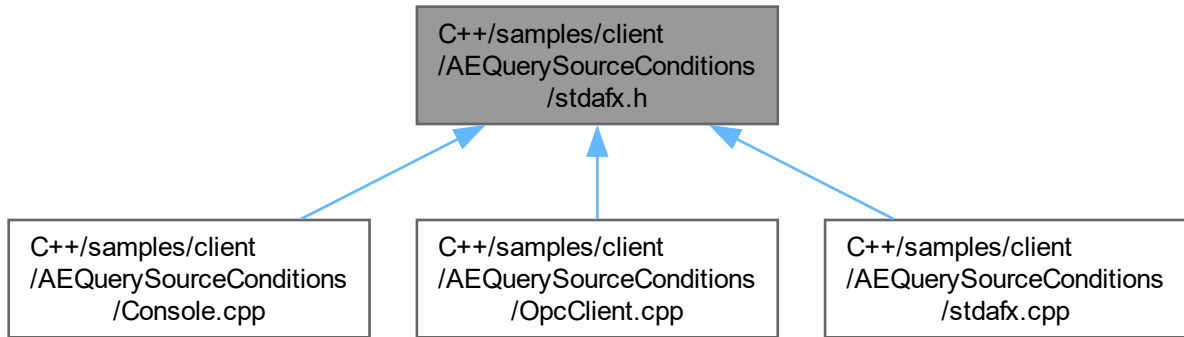 C++/samples/client
/AEQuerySourceConditions
/stdafx.h
C++/samples/client
/AEQuerySourceConditions
/Console.cpp
C++/samples/client
/AEQuerySourceConditions
/OpcClient.cpp
C++/samples/client
/AEQuerySourceConditions
/stdafx.cpp